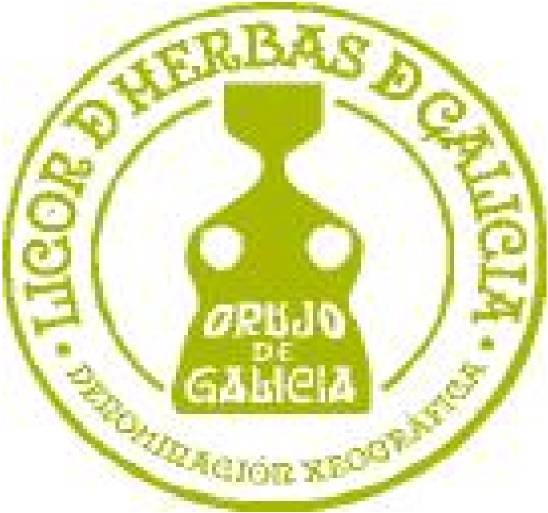 LICOR D HERBAS D GALICIA
ORUJO
DE
GALICIA
DENOMINACIÓN XEOGRÁFICA